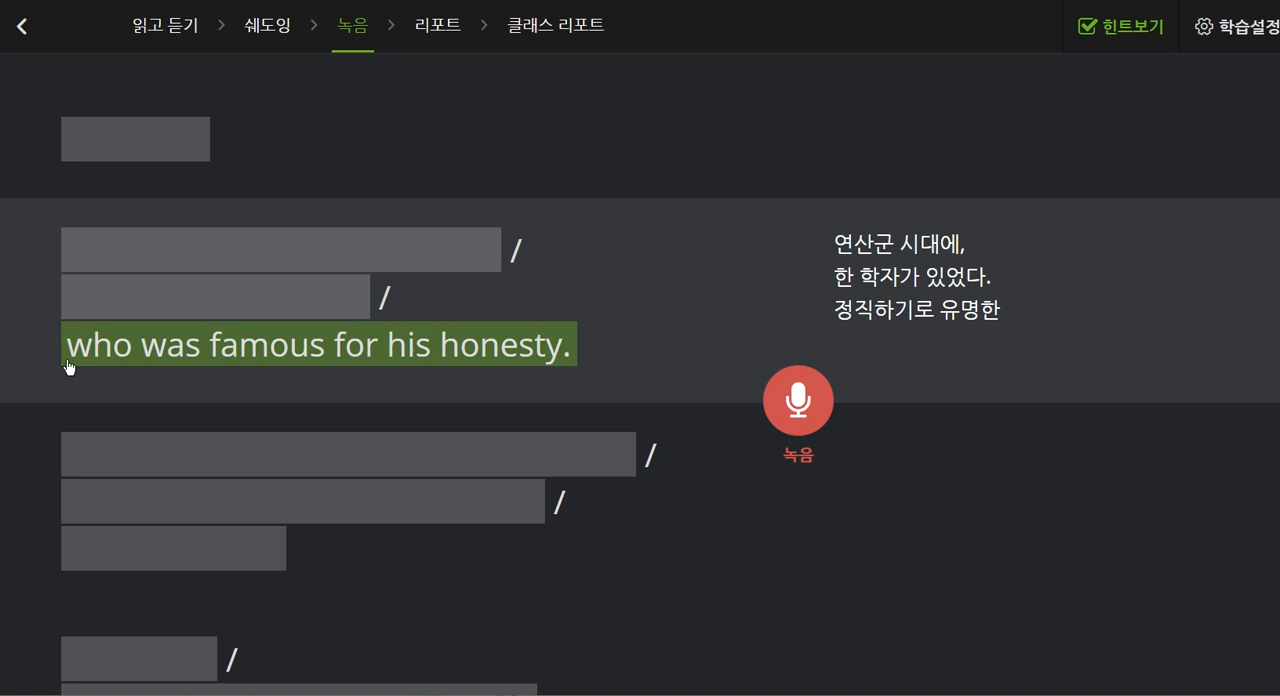 읽고 듣기 > 쉐도잉 > 녹음 > 리포트 > 클래스 리포트
힌트보기
학습설정
/
연산군 시대에,
/
한 학자가 있었다.
who was famous for his honesty.
정직하기로 유명한
녹음
/
/
/